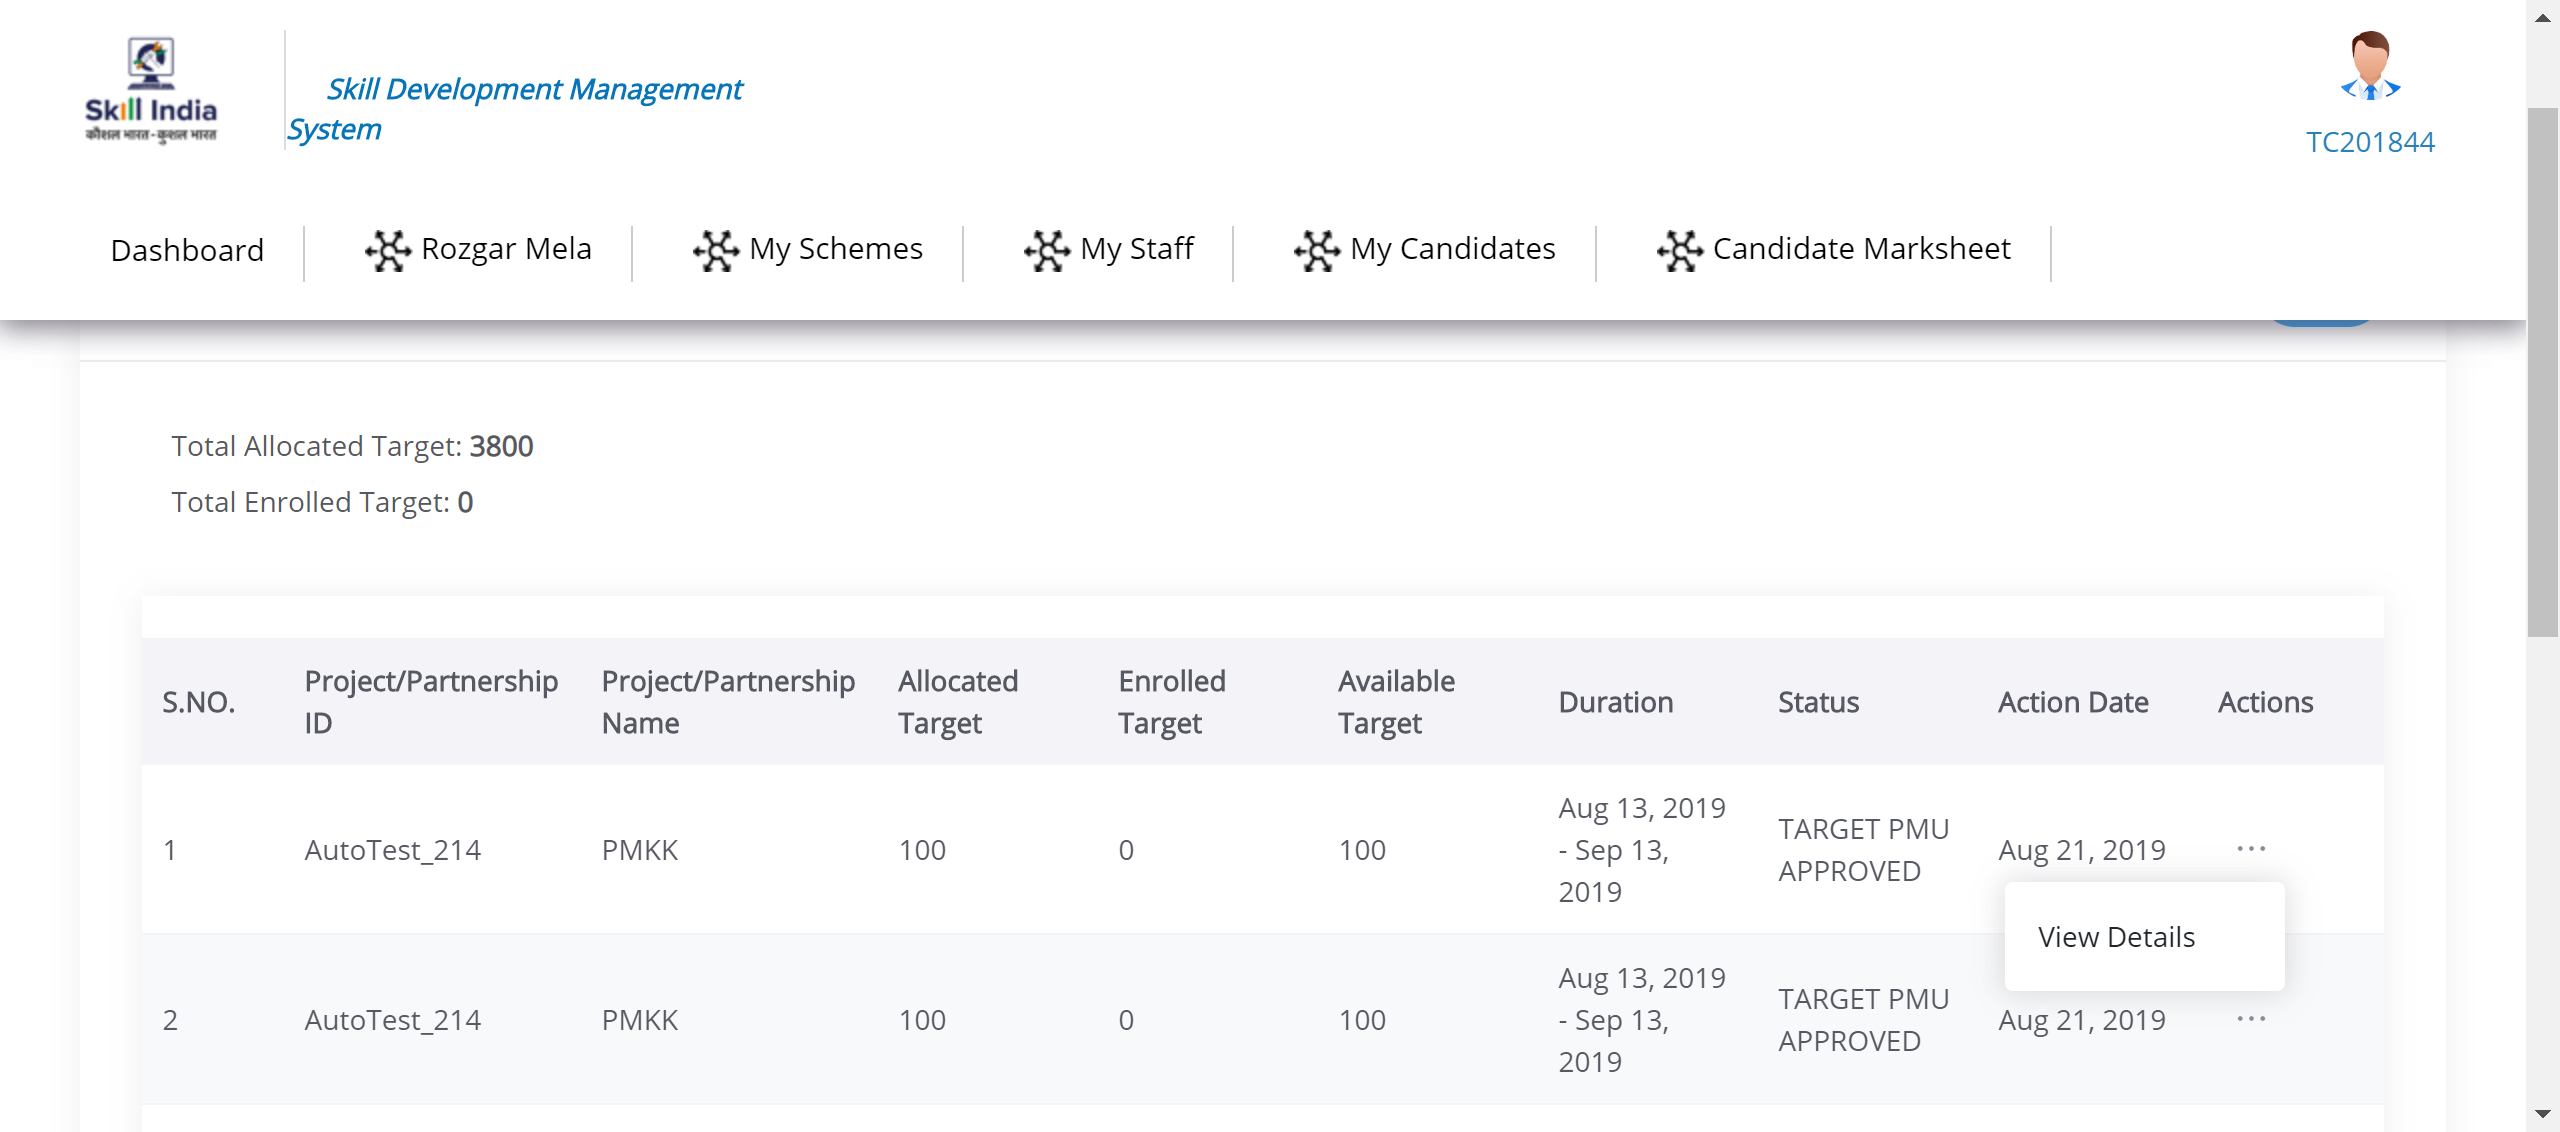 Skill India
कौशल भारत-कुशल भारत
Skill Development Management
System
TC201844
Dashboard
Rozgar Mela
My Schemes
My Staff
My Candidates
Candidate Marksheet
Total Allocated Target: 3800
Total Enrolled Target: 0
S.NO.
Project/Partnership
ID
Project/Partnership
Name
Allocated
Target
Enrolled
Target
Available
Target
Duration
Status
Action Date
Actions
1
AutoTest_214
PMKK
100
0
100
Aug 13, 2019
- Sep 13,
2019
TARGET PMU
APPROVED
Aug 21, 2019
...
View Details
2
AutoTest_214
PMKK
100
0
100
Aug 13, 2019
- Sep 13,
2019
TARGET PMU
APPROVED
Aug 21, 2019
...